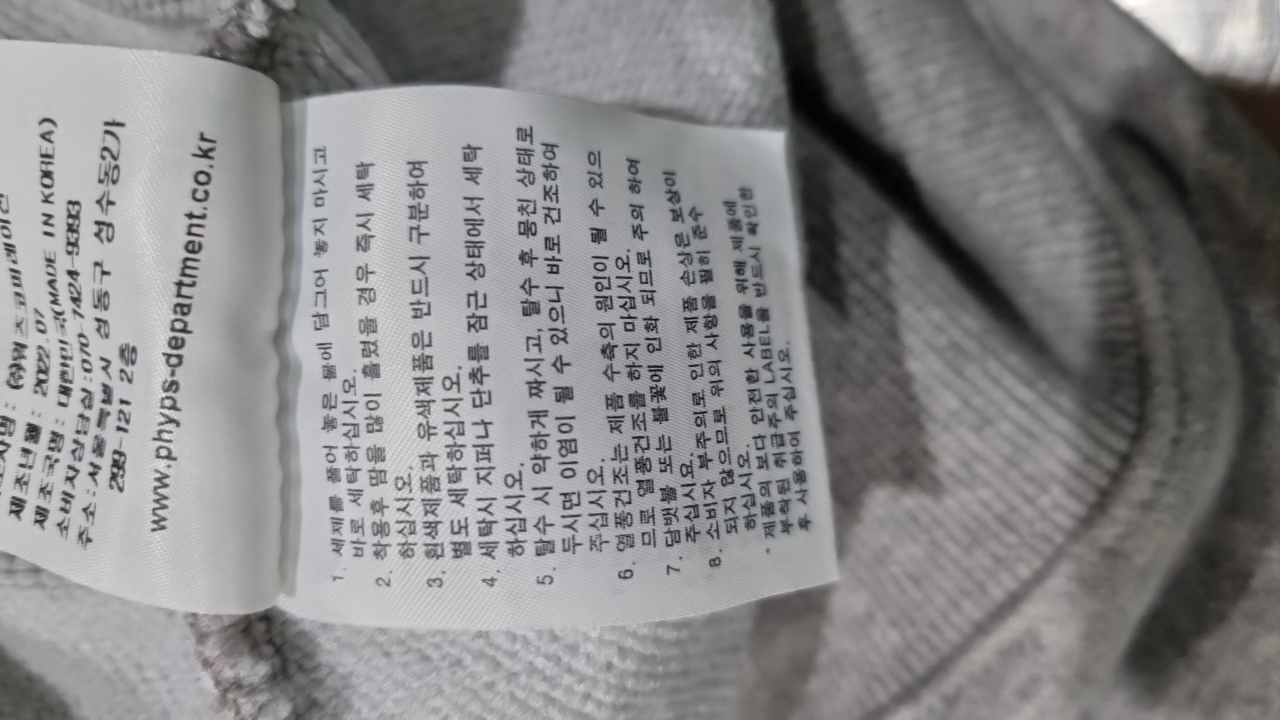 제조년월 : 2022.07
제조국명 : 대한민국(MADE IN KOREA)
소비자상담실 : 070-7424-9393
주소 : 서울특별시 성동구 성수동2가
299-121 2층
www.phyps-department.co.kr
1. 세제를 풀어 놓은 물에 담그어 놓지 마시고
바로 세탁하십시오.
2. 착용후 땀을 많이 흘렸을 경우 즉시 세탁
하십시오.
3. 흰색제품과 유색제품은 반드시 구분하여
별도 세탁하십시오.
4. 세탁시 지퍼나 단추를 잠근 상태에서 세탁
하십시오.
5. 탈수 시 약하게 짜시고, 탈수 후 뭉친 상태로
두시면 이염이 될 수 있으니 바로 건조하여
주십시오.
6. 열풍건조는 제품 수축의 원인이 될 수 있으
므로 열풍건조를 하지 마십시오.
7. 담뱃불 또는 불꽃에 인화 되므로 주의 하여
주십시요.
8. 소비자 부주의로 인한 제품 손상은 보상이
되지 않으므로 위의 사항을 필히 준수
하십시오.
* 제품의 보다 안전한 사용을 위해 제품에
부착된 취급주의 LABEL을 반드시 확인한
후 사용하여 주십시오.